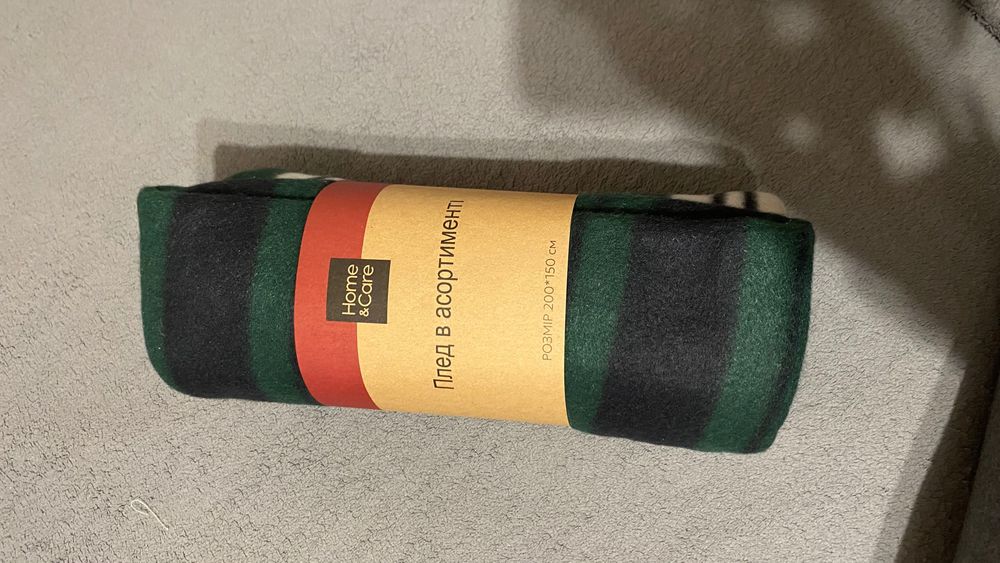 Home
&Care
Плед в асортименті
РОЗМІР 200*150 см